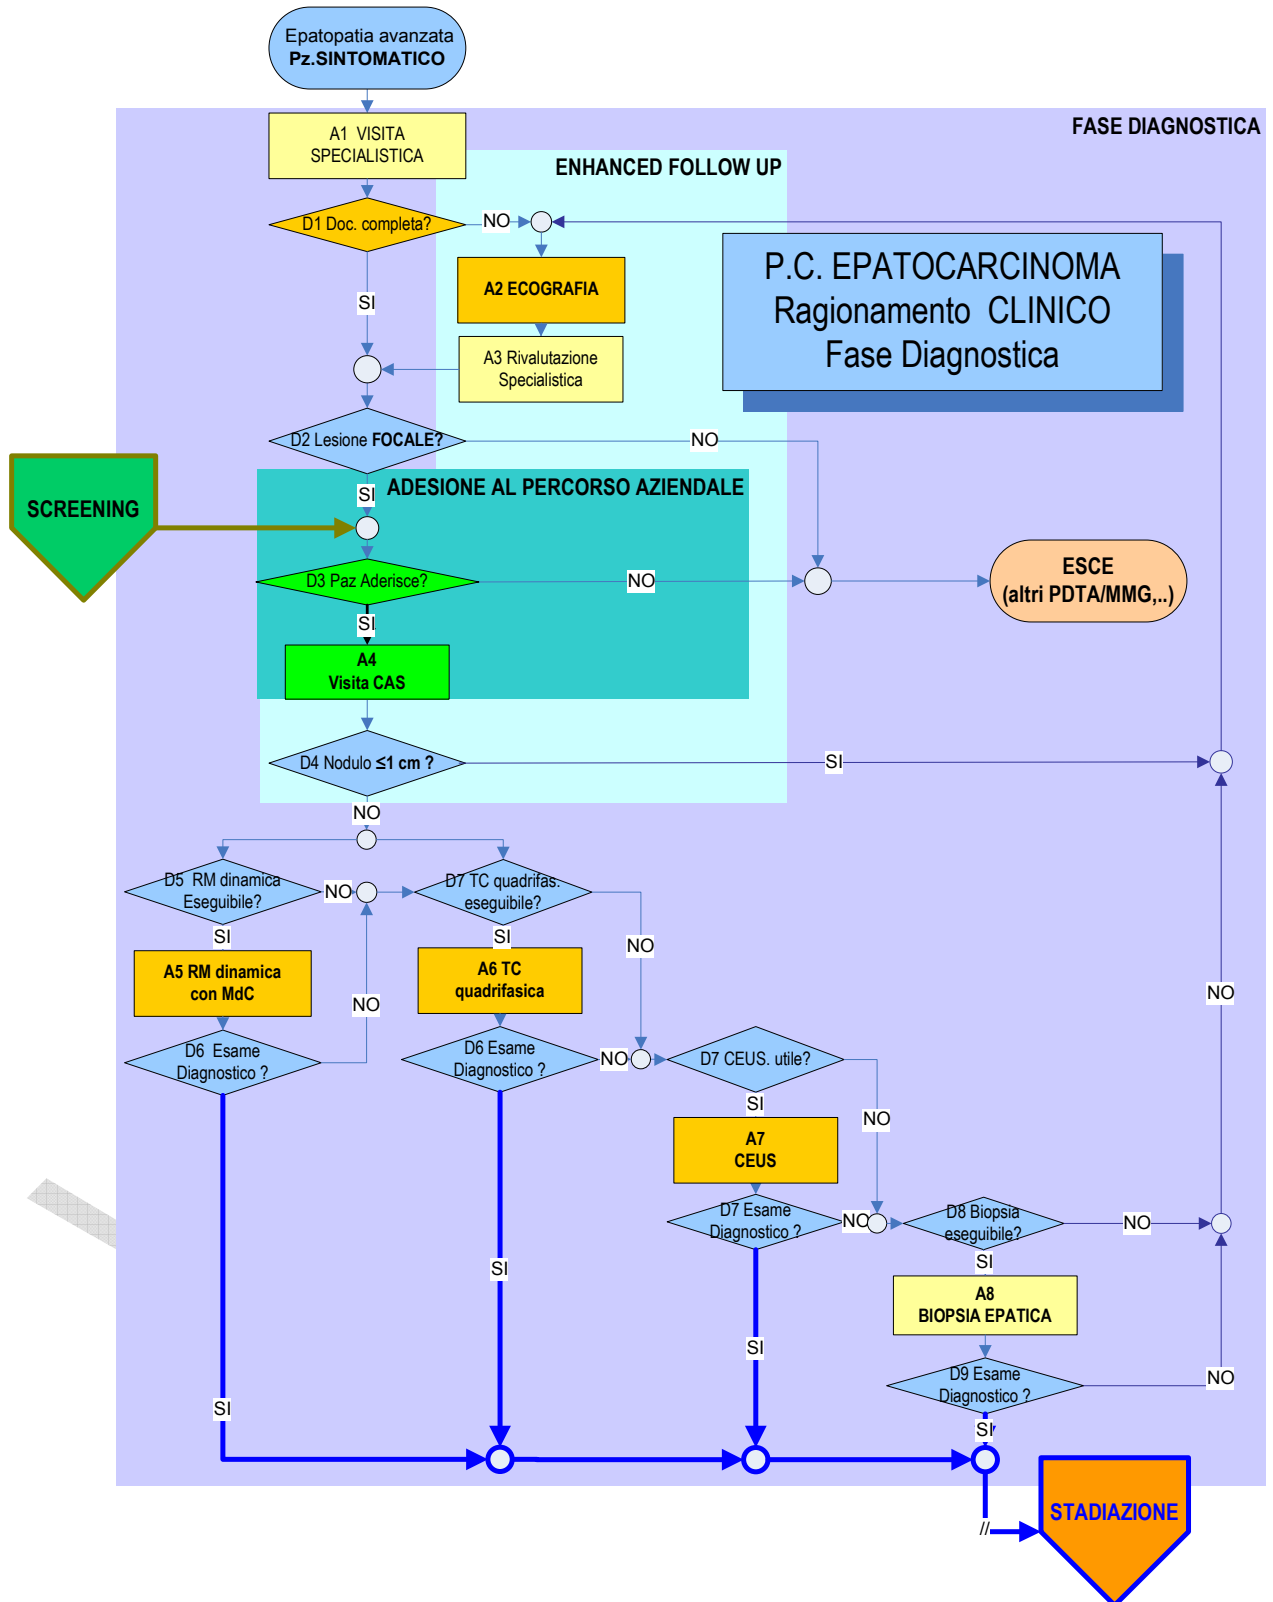 Epatopatia avanzata
Pz.SINTOMATICO
FASE DIAGNOSTICA
A1 VISITA
SPECIALISTICA
ENHANCED FOLLOW UP
D1 Doc. completa?
NO
P.C. EPATOCARCINOMA
Ragionamento CLINICO
Fase Diagnostica
A2 ECOGRAFIA
SI
A3 Rivalutazione
Specialistica
D2 Lesione FOCALE?
NO
SCREENING
ADESIONE AL PERCORSO AZIENDALE
SI
D3 Paz Aderisce?
NO
ESCE
(altri PDTA/MMG,..)
SI
A4
Visita CAS
D4 Nodulo ≤1 cm ?
SI
NO
D5 RM dinamica
Eseguibile?
NO
D7 TC quadrifas.
eseguibile?
SI
SI
NO
A5 RM dinamica
con MdC
A6 TC
quadrifasica
NO
NO
D6 Esame
Diagnostico ?
D6 Esame
Diagnostico ?
NO
D7 CEUS. utile?
SI
NO
A7
CEUS
D7 Esame
Diagnostico ?
NO
D8 Biopsia
eseguibile?
NO
SI
SI
A8
BIOPSIA EPATICA
SI
D9 Esame
Diagnostico ?
NO
SI
SI
STADIAZIONE
//